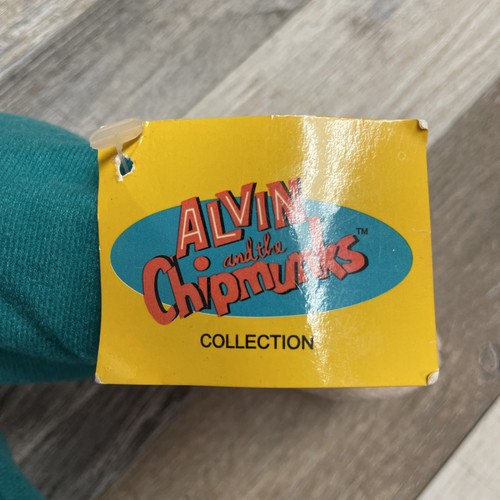 ALVIN
and the
Chipmunks™
COLLECTION